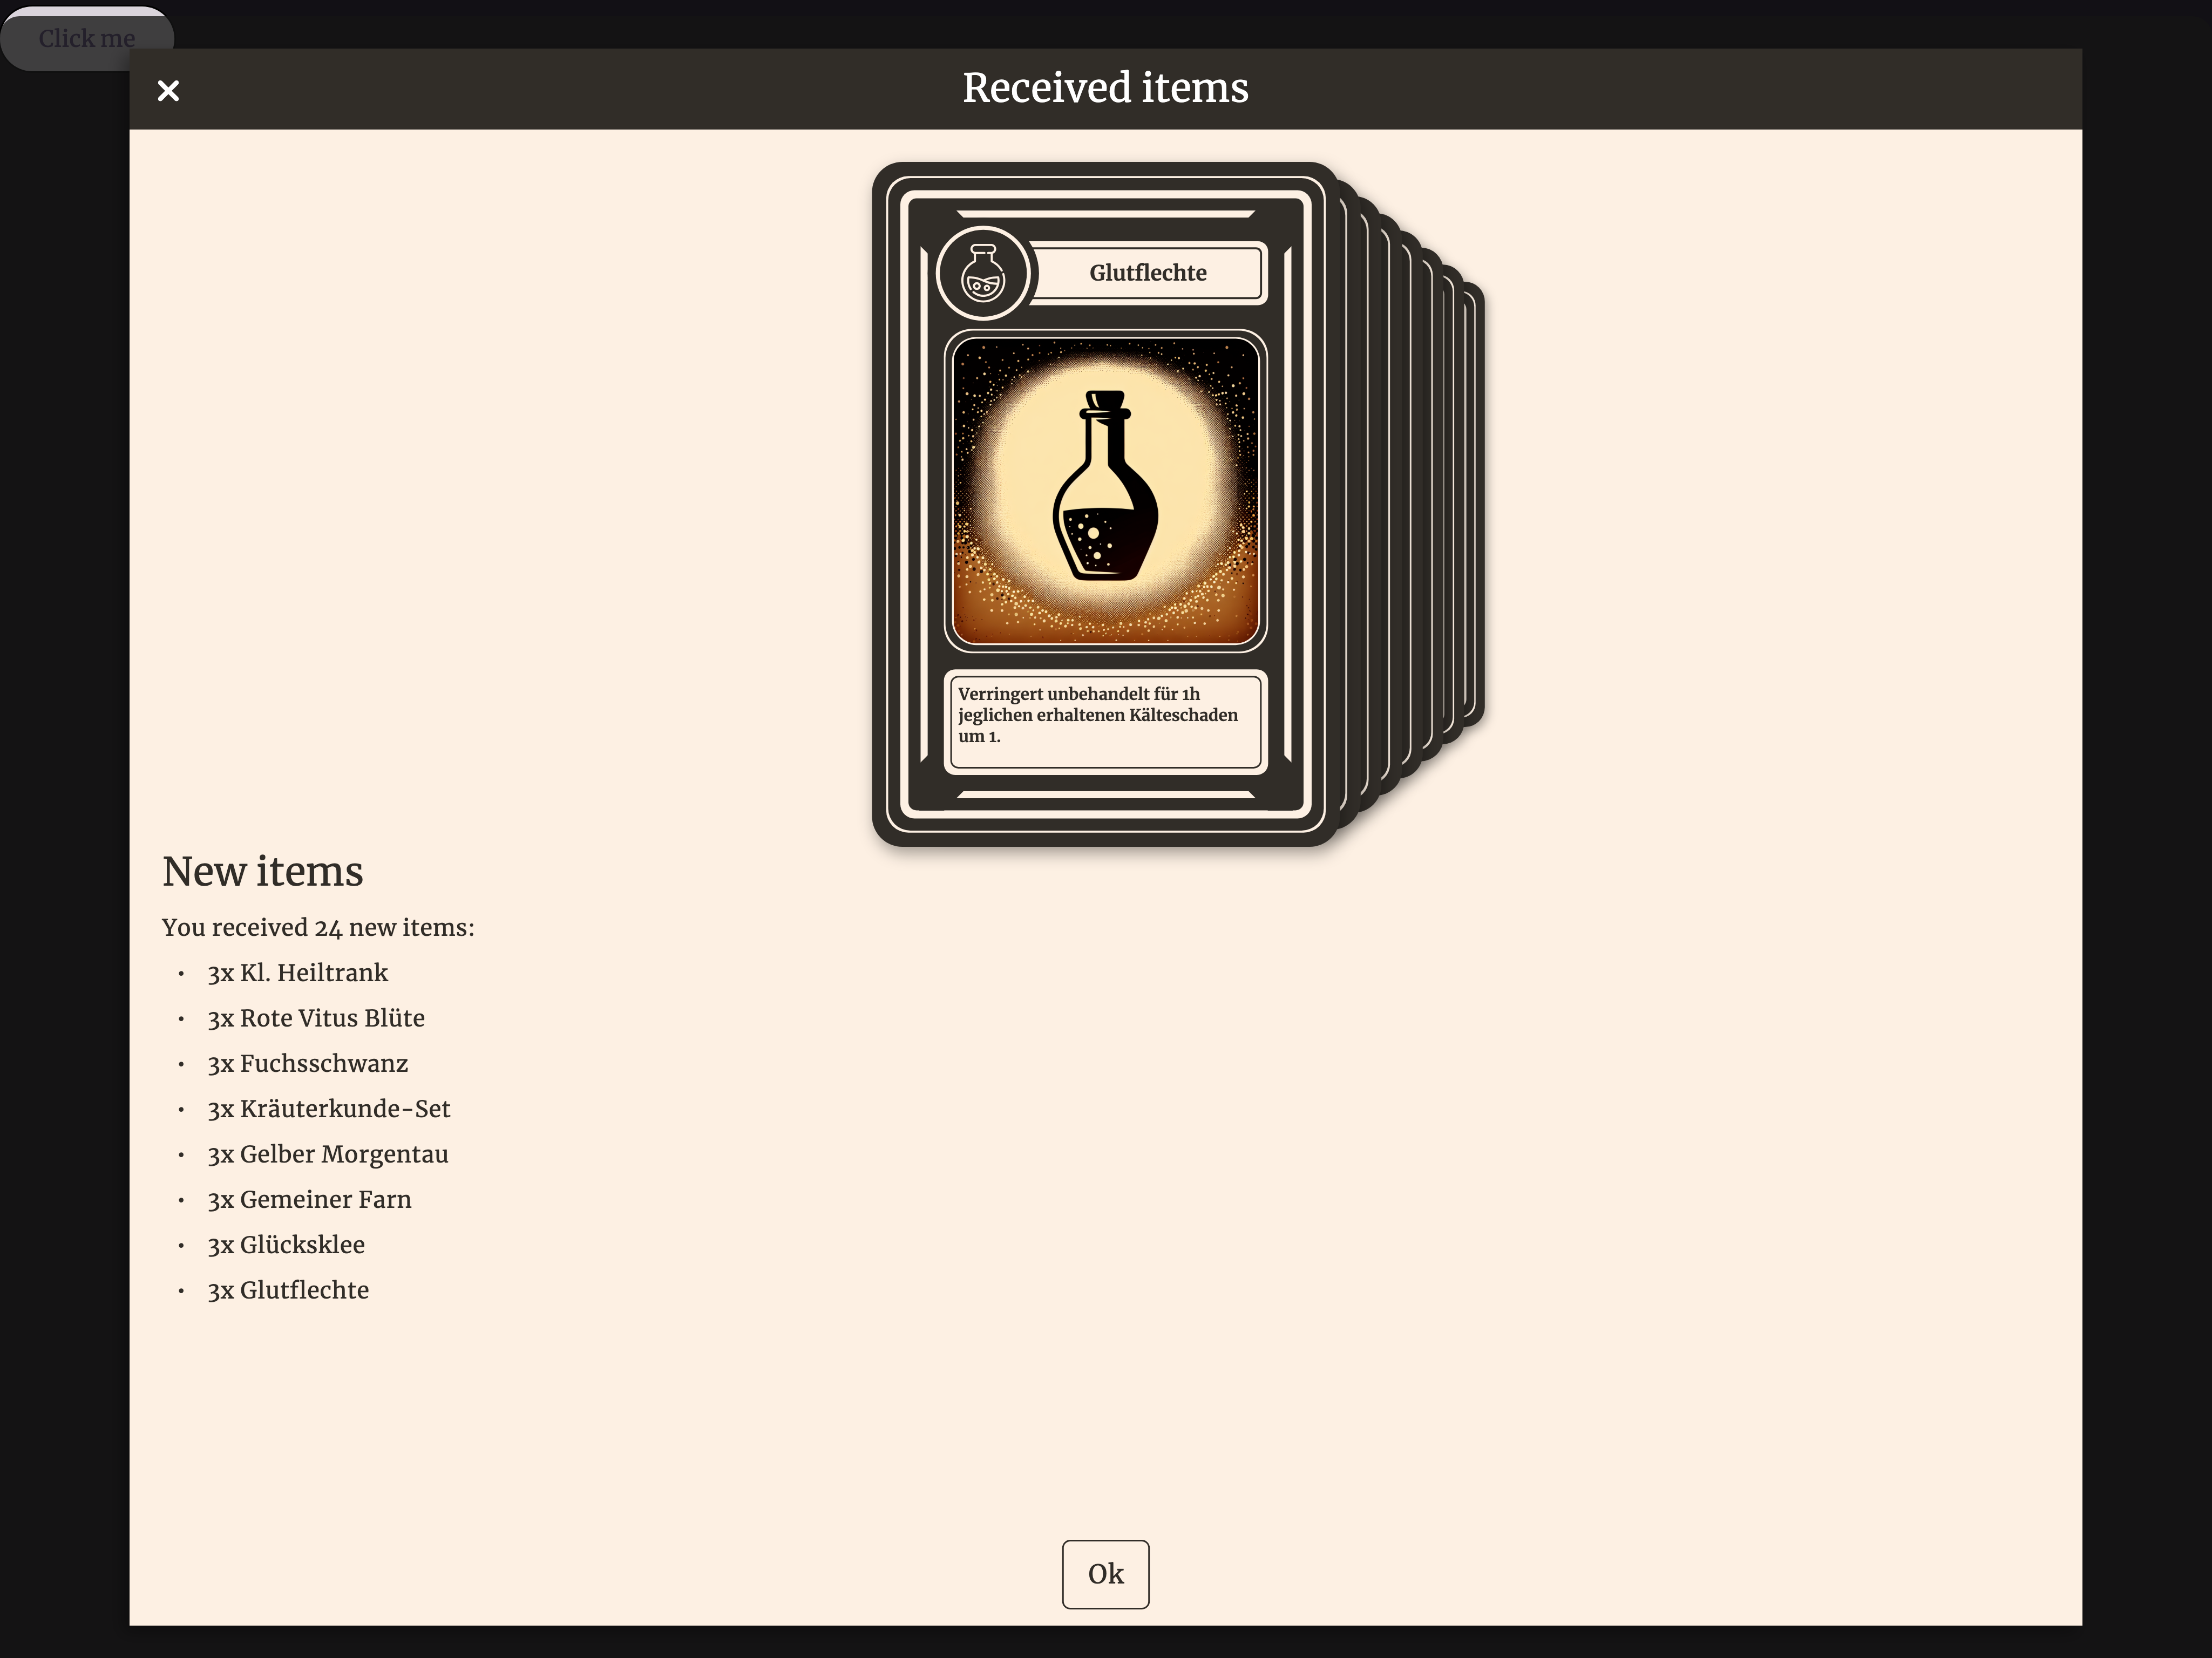 Click me
Received items
Glutflechte
Verringert unbehandelt für 1h
jeglichen erhaltenen Kälteschaden
um 1.
New items
You received 24 new items:
• 3x Kl. Heiltrank
• 3x Rote Vitus Blüte
• 3x Fuchsschwanz
• 3x Kräuterkunde-Set
• 3x Gelber Morgentau
• 3x Gemeiner Farn
• 3x Glücksklee
• 3x Glutflechte
Ok